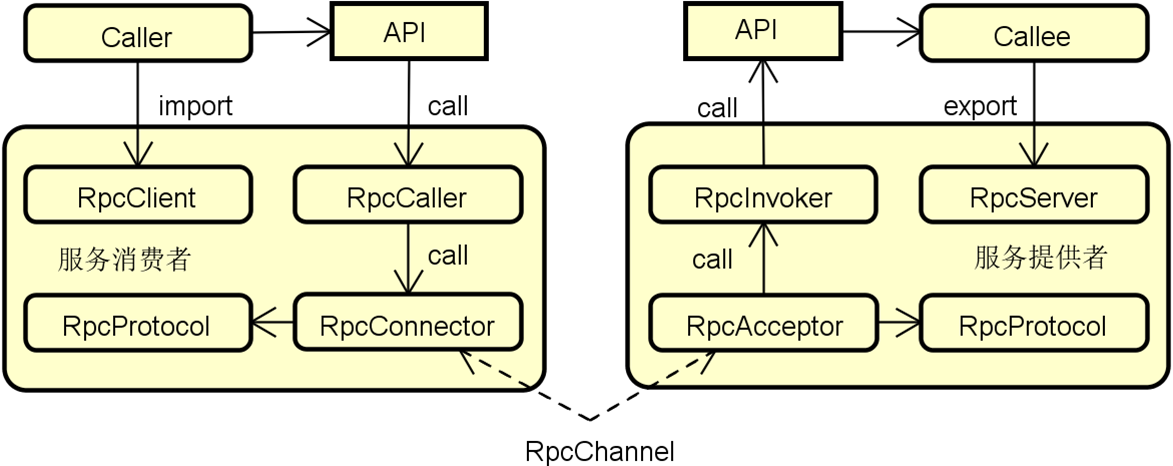 Caller
API
API
Callee
import
call
call
export
RpcClient
RpcCaller
RpcInvoker
RpcServer
服务消费者
call
call
服务提供者
RpcProtocol
RpcConnector
RpcAcceptor
RpcProtocol
RpcChannel